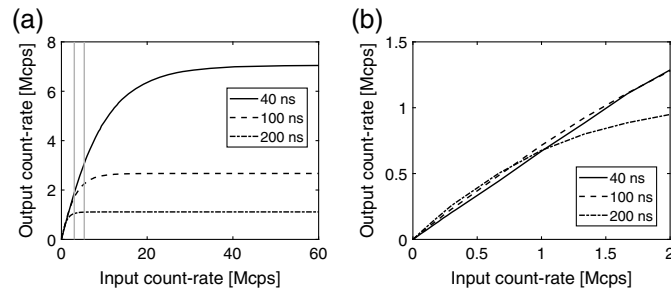 (a)
Output count-rate [Mcps]
8
6
4
2
0
0 20 40 60
Input count-rate [Mcps]
40 ns
100 ns
200 ns
(b)
Output count-rate [Mcps]
1.5
1
0.5
0
0 0.5 1 1.5 2
Input count-rate [Mcps]
40 ns
100 ns
200 ns